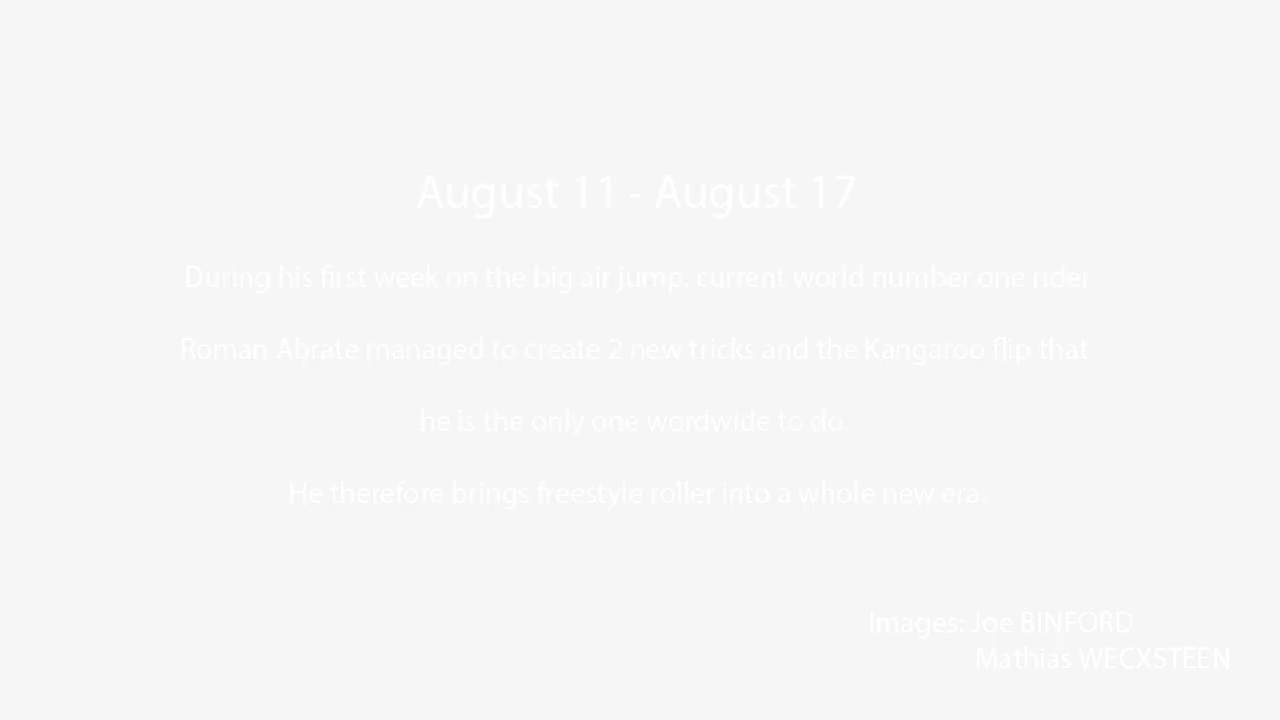 August 11 - August 17
During his first week on the big air jump, current world number one rider
Roman Abrate managed to create 2 new tricks and the Kangaroo flip that
he is the only one wordwide to do.
He therefore brings freestyle roller into a whole new era.
Images: Joe BINFORD
Mathias WECXSTEEN